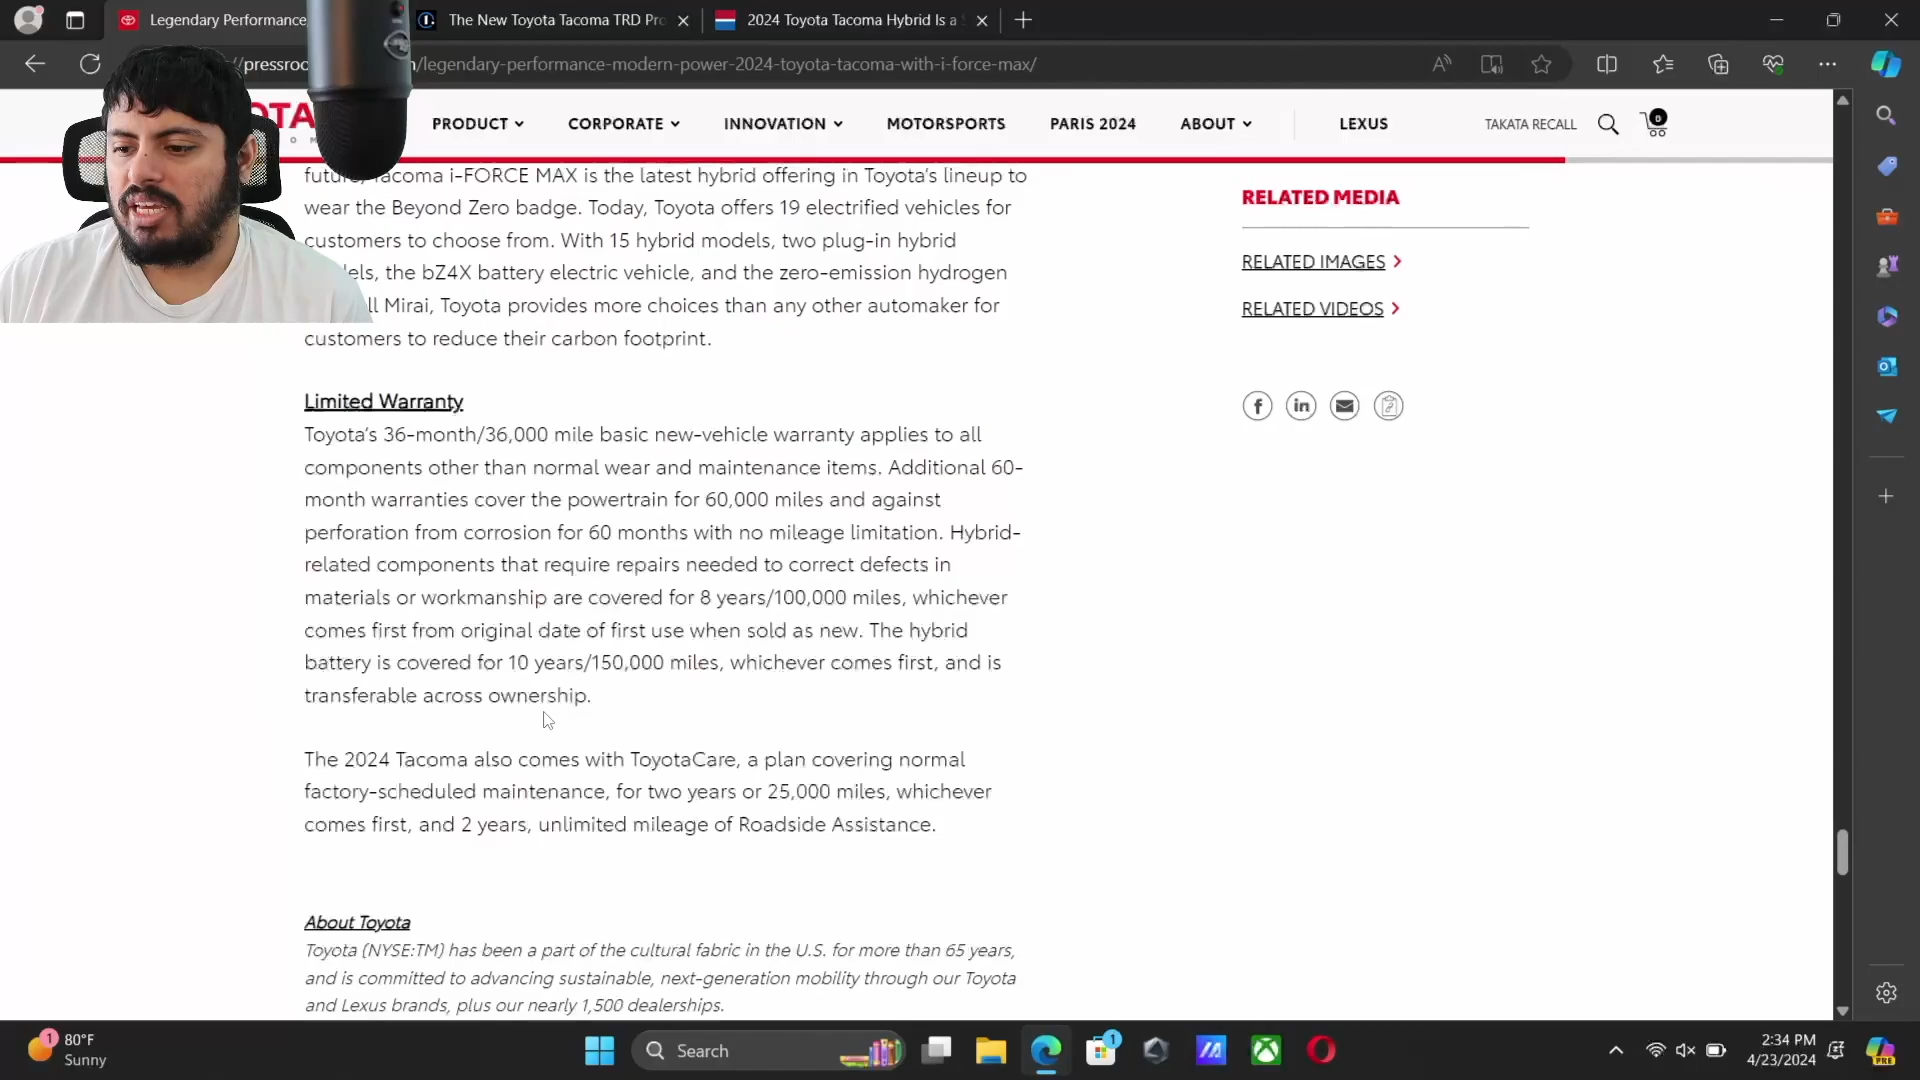 Legendary Performance
The New Toyota Tacoma TRD Pro
2024 Toyota Tacoma Hybrid Is a
//pressroo
/legendary-performance-modern-power-2024-toyota-tacoma-with-i-force-max/
OTA
PRODUCT
CORPORATE
INNOVATION
MOTORSPORTS
PARIS 2024
ABOUT
LEXUS
TAKATA RECALL
0
future, Tacoma i-FORCE MAX is the latest hybrid offering in Toyota's lineup to
wear the Beyond Zero badge. Today, Toyota offers 19 electrified vehicles for
customers to choose from. With 15 hybrid models, two plug-in hybrid
els, the bZ4X battery electric vehicle, and the zero-emission hydrogen
ll Mirai, Toyota provides more choices than any other automaker for
customers to reduce their carbon footprint.
Limited Warranty
Toyota's 36-month/36,000 mile basic new-vehicle warranty applies to all
components other than normal wear and maintenance items. Additional 60-
month warranties cover the powertrain for 60,000 miles and against
perforation from corrosion for 60 months with no mileage limitation. Hybrid-
related components that require repairs needed to correct defects in
materials or workmanship are covered for 8 years/100,000 miles, whichever
comes first from original date of first use when sold as new. The hybrid
battery is covered for 10 years/150,000 miles, whichever comes first, and is
transferable across ownership.
The 2024 Tacoma also comes with ToyotaCare, a plan covering normal
factory-scheduled maintenance, for two years or 25,000 miles, whichever
comes first, and 2 years, unlimited mileage of Roadside Assistance.
About Toyota
Toyota (NYSE:TM) has been a part of the cultural fabric in the U.S. for more than 65 years,
and is committed to advancing sustainable, next-generation mobility through our Toyota
and Lexus brands, plus our nearly 1,500 dealerships.
RELATED MEDIA
RELATED IMAGES
RELATED VIDEOS
1
80°F
Sunny
Search
1
2:34 PM
4/23/2024
PRE